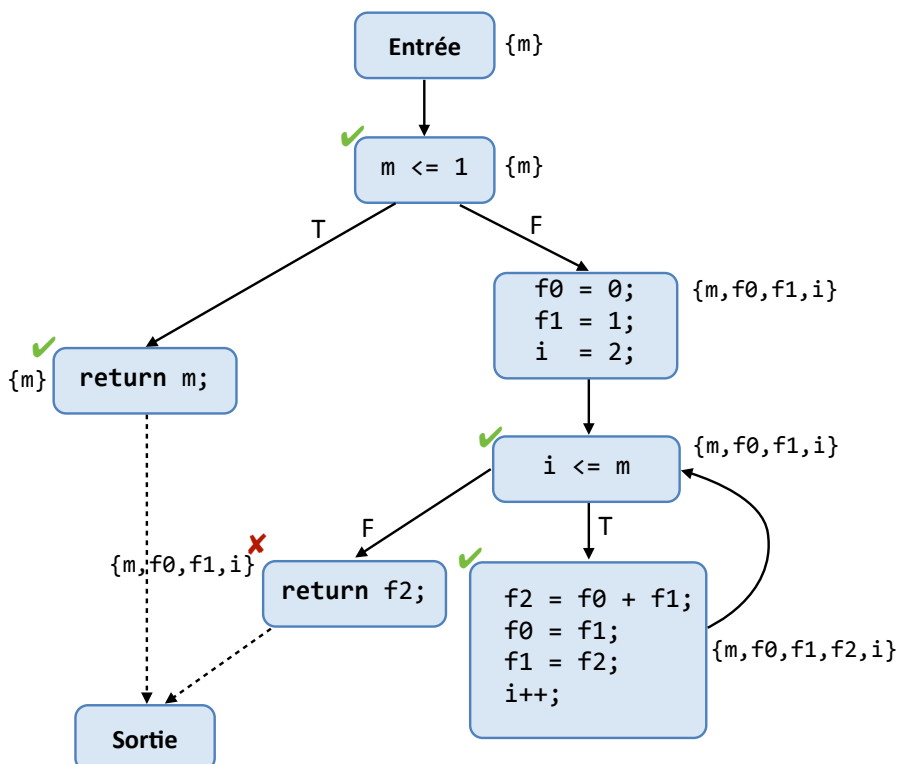 Entrée {m}
✔
m <= 1 {m}
T
F
f0 = 0; {m,f0,f1,i}
f1 = 1;
i = 2;
✔
{m} return m;
✔
i <= m {m,f0,f1,i}
F
T
{m,f0,f1,i} ✘
return f2;
✔
f2 = f0 + f1;
f0 = f1;
f1 = f2; {m,f0,f1,f2,i}
i++;
Sortie